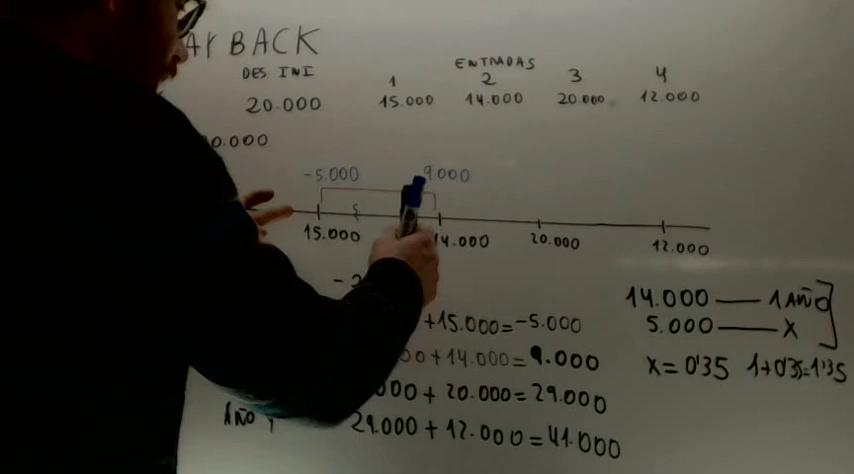 AYBACK
DES INI ENTRADAS
1 2 3 4
20.000 15.000 14.000 20.000 12.000
0.000
-5.000 9.000
15.000 14.000 20.000 12.000
14.000 — 1 AÑO
5.000 — X
+15.000=-5.000
00+14.000=9.000
X=0'35 1+0'35=1'35
000+20.000=29.000
AÑO 29.000+12.000=41.000